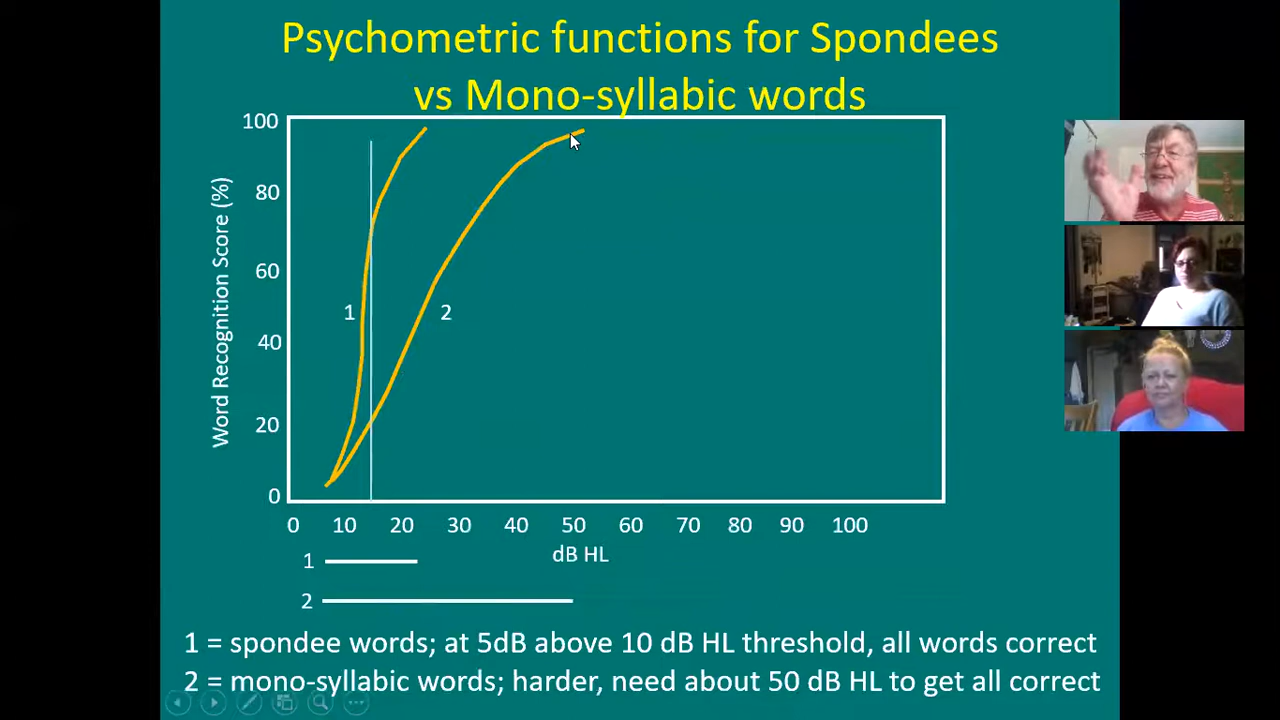 Psychometric functions for Spondees
vs Mono-syllabic words
Word Recognition Score (%)
100
80
60
40
20
0
1
2
0 10 20 30 40 50 60 70 80 90 100
dB HL
1
2
1 = spondee words; at 5dB above 10 dB HL threshold, all words correct
2 = mono-syllabic words; harder, need about 50 dB HL to get all correct